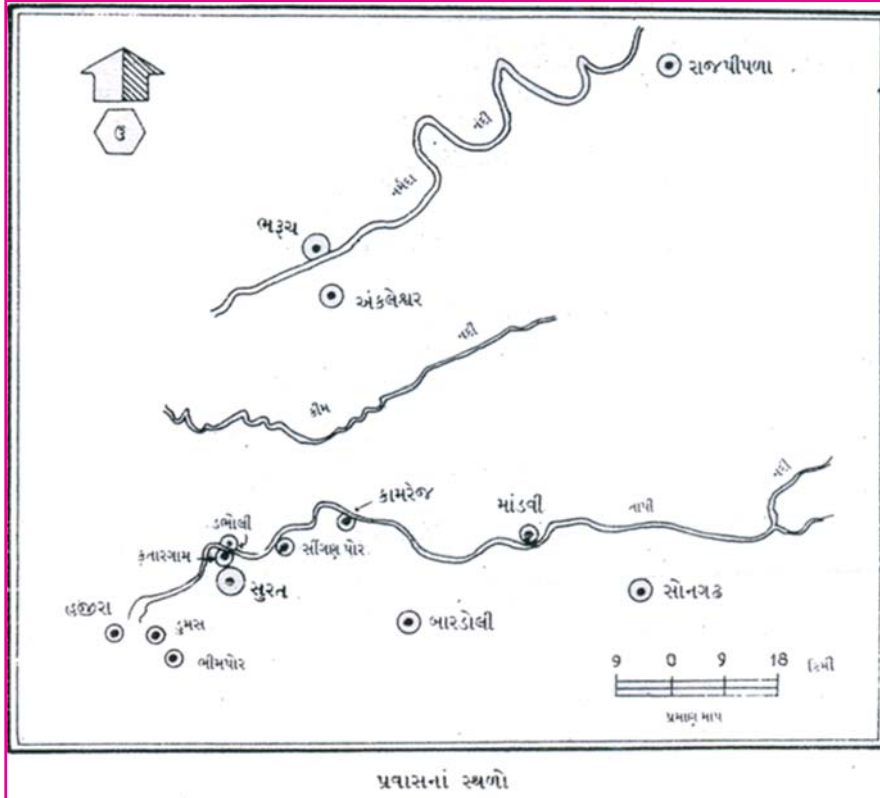 ઉ
રાજપીપળા
નદી
નર્મદા
ભરૂચ
અંકલેશ્વર
નદી
કીમ
કામરેજ
માંડવી
તાપી
નદી
ડભોલી
કતારગામ
સીંગણ પોર
સુરત
સોનગઢ
હજીરા
ડુમસ
બારડોલી
ભીમપોર
9 0 9 18 કિમી
પ્રમાણ માપ
પ્રવાસનાં સ્થળો